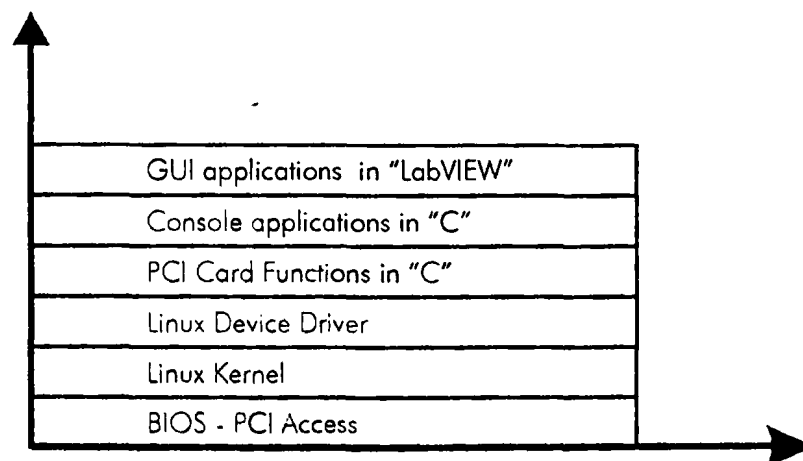 GUI applications in "LabVIEW"
Console applications in "C"
PCI Card Functions in "C"
Linux Device Driver
Linux Kernel
BIOS - PCI Access